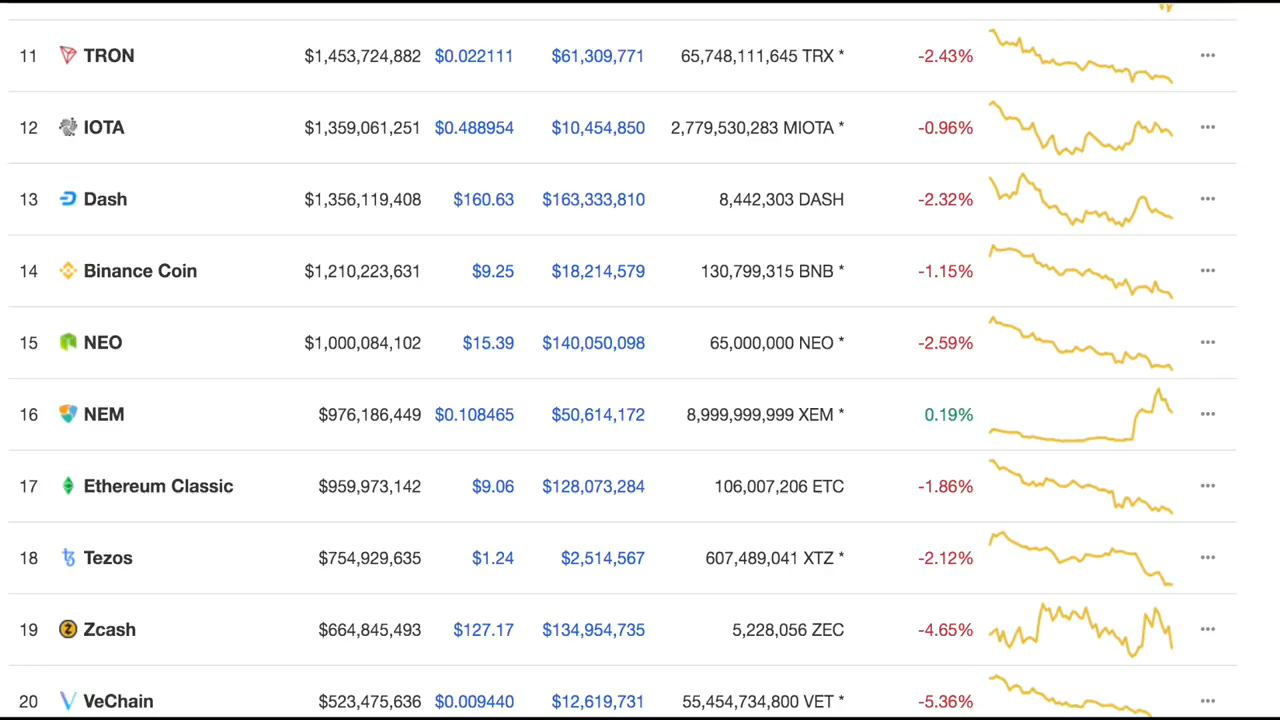 11 TRON $1,453,724,882 $0.022111 $61,309,771 65,748,111,645 TRX * -2.43%
12 IOTA $1,359,061,251 $0.488954 $10,454,850 2,779,530,283 MIOTA * -0.96%
13 Dash $1,356,119,408 $160.63 $163,333,810 8,442,303 DASH -2.32%
14 Binance Coin $1,210,223,631 $9.25 $18,214,579 130,799,315 BNB * -1.15%
15 NEO $1,000,084,102 $15.39 $140,050,098 65,000,000 NEO * -2.59%
16 NEM $976,186,449 $0.108465 $50,614,172 8,999,999,999 XEM * 0.19%
17 Ethereum Classic $959,973,142 $9.06 $128,073,284 106,007,206 ETC -1.86%
18 Tezos $754,929,635 $1.24 $2,514,567 607,489,041 XTZ * -2.12%
19 Zcash $664,845,493 $127.17 $134,954,735 5,228,056 ZEC -4.65%
20 VeChain $523,475,636 $0.009440 $12,619,731 55,454,734,800 VET * -5.36%